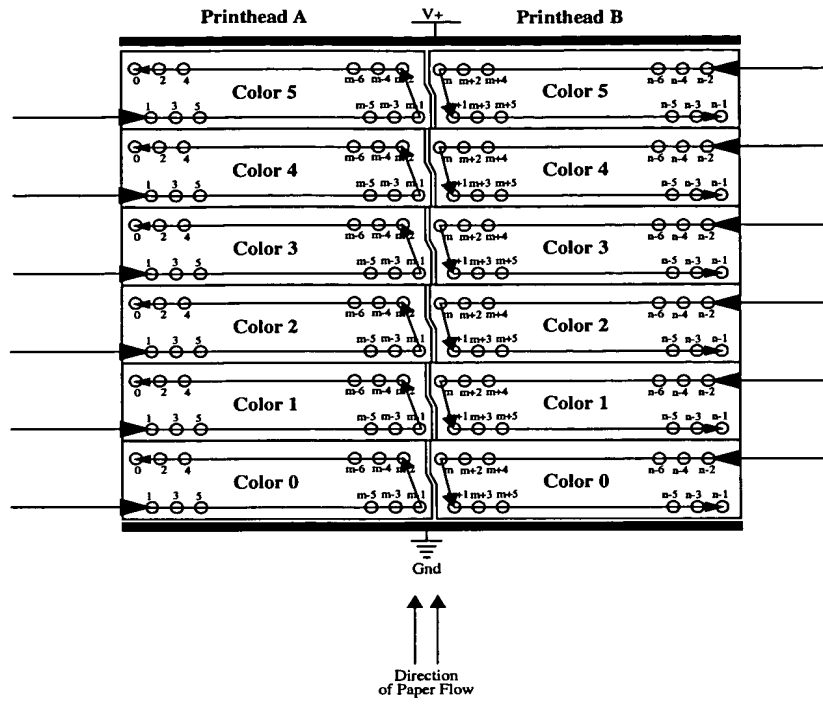 Printhead A V+ Printhead B
0 2 4 m-6 m-4 m-2 m m+2 m+4 n-6 n-4 n-2
Color 5 Color 5
1 3 5 m-5 m-3 m-1 m+1 m+3 m+5 n-5 n-3 n-1
0 2 4 m-6 m-4 m-2 m m+2 m+4 n-6 n-4 n-2
Color 4 Color 4
1 3 5 m-5 m-3 m-1 m+1 m+3 m+5 n-5 n-3 n-1
0 2 4 m-6 m-4 m-2 m m+2 m+4 n-6 n-4 n-2
Color 3 Color 3
1 3 5 m-5 m-3 m-1 m+1 m+3 m+5 n-5 n-3 n-1
0 2 4 m-6 m-4 m-2 m m+2 m+4 n-6 n-4 n-2
Color 2 Color 2
1 3 5 m-5 m-3 m-1 m+1 m+3 m+5 n-5 n-3 n-1
0 2 4 m-6 m-4 m-2 m m+2 m+4 n-6 n-4 n-2
Color 1 Color 1
1 3 5 m-5 m-3 m-1 m+1 m+3 m+5 n-5 n-3 n-1
0 2 4 m-6 m-4 m-2 m m+2 m+4 n-6 n-4 n-2
Color 0 Color 0
1 3 5 m-5 m-3 m-1 m+1 m+3 m+5 n-5 n-3 n-1
Gnd
Direction
of Paper Flow